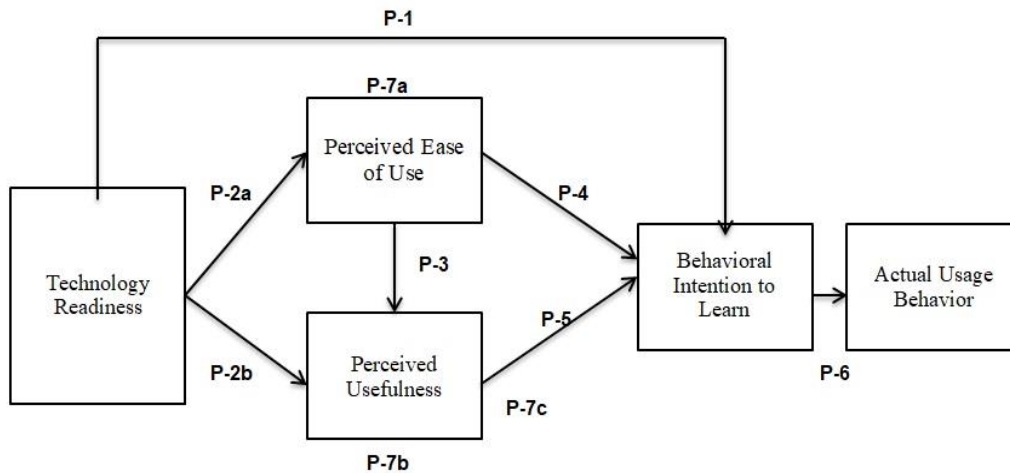 P-1
P-7a
Perceived Ease
of Use
P-2a
P-4
Technology
Readiness
P-3
Behavioral
Intention to
Learn
Actual Usage
Behavior
P-5
P-2b
Perceived
Usefulness
P-6
P-7c
P-7b